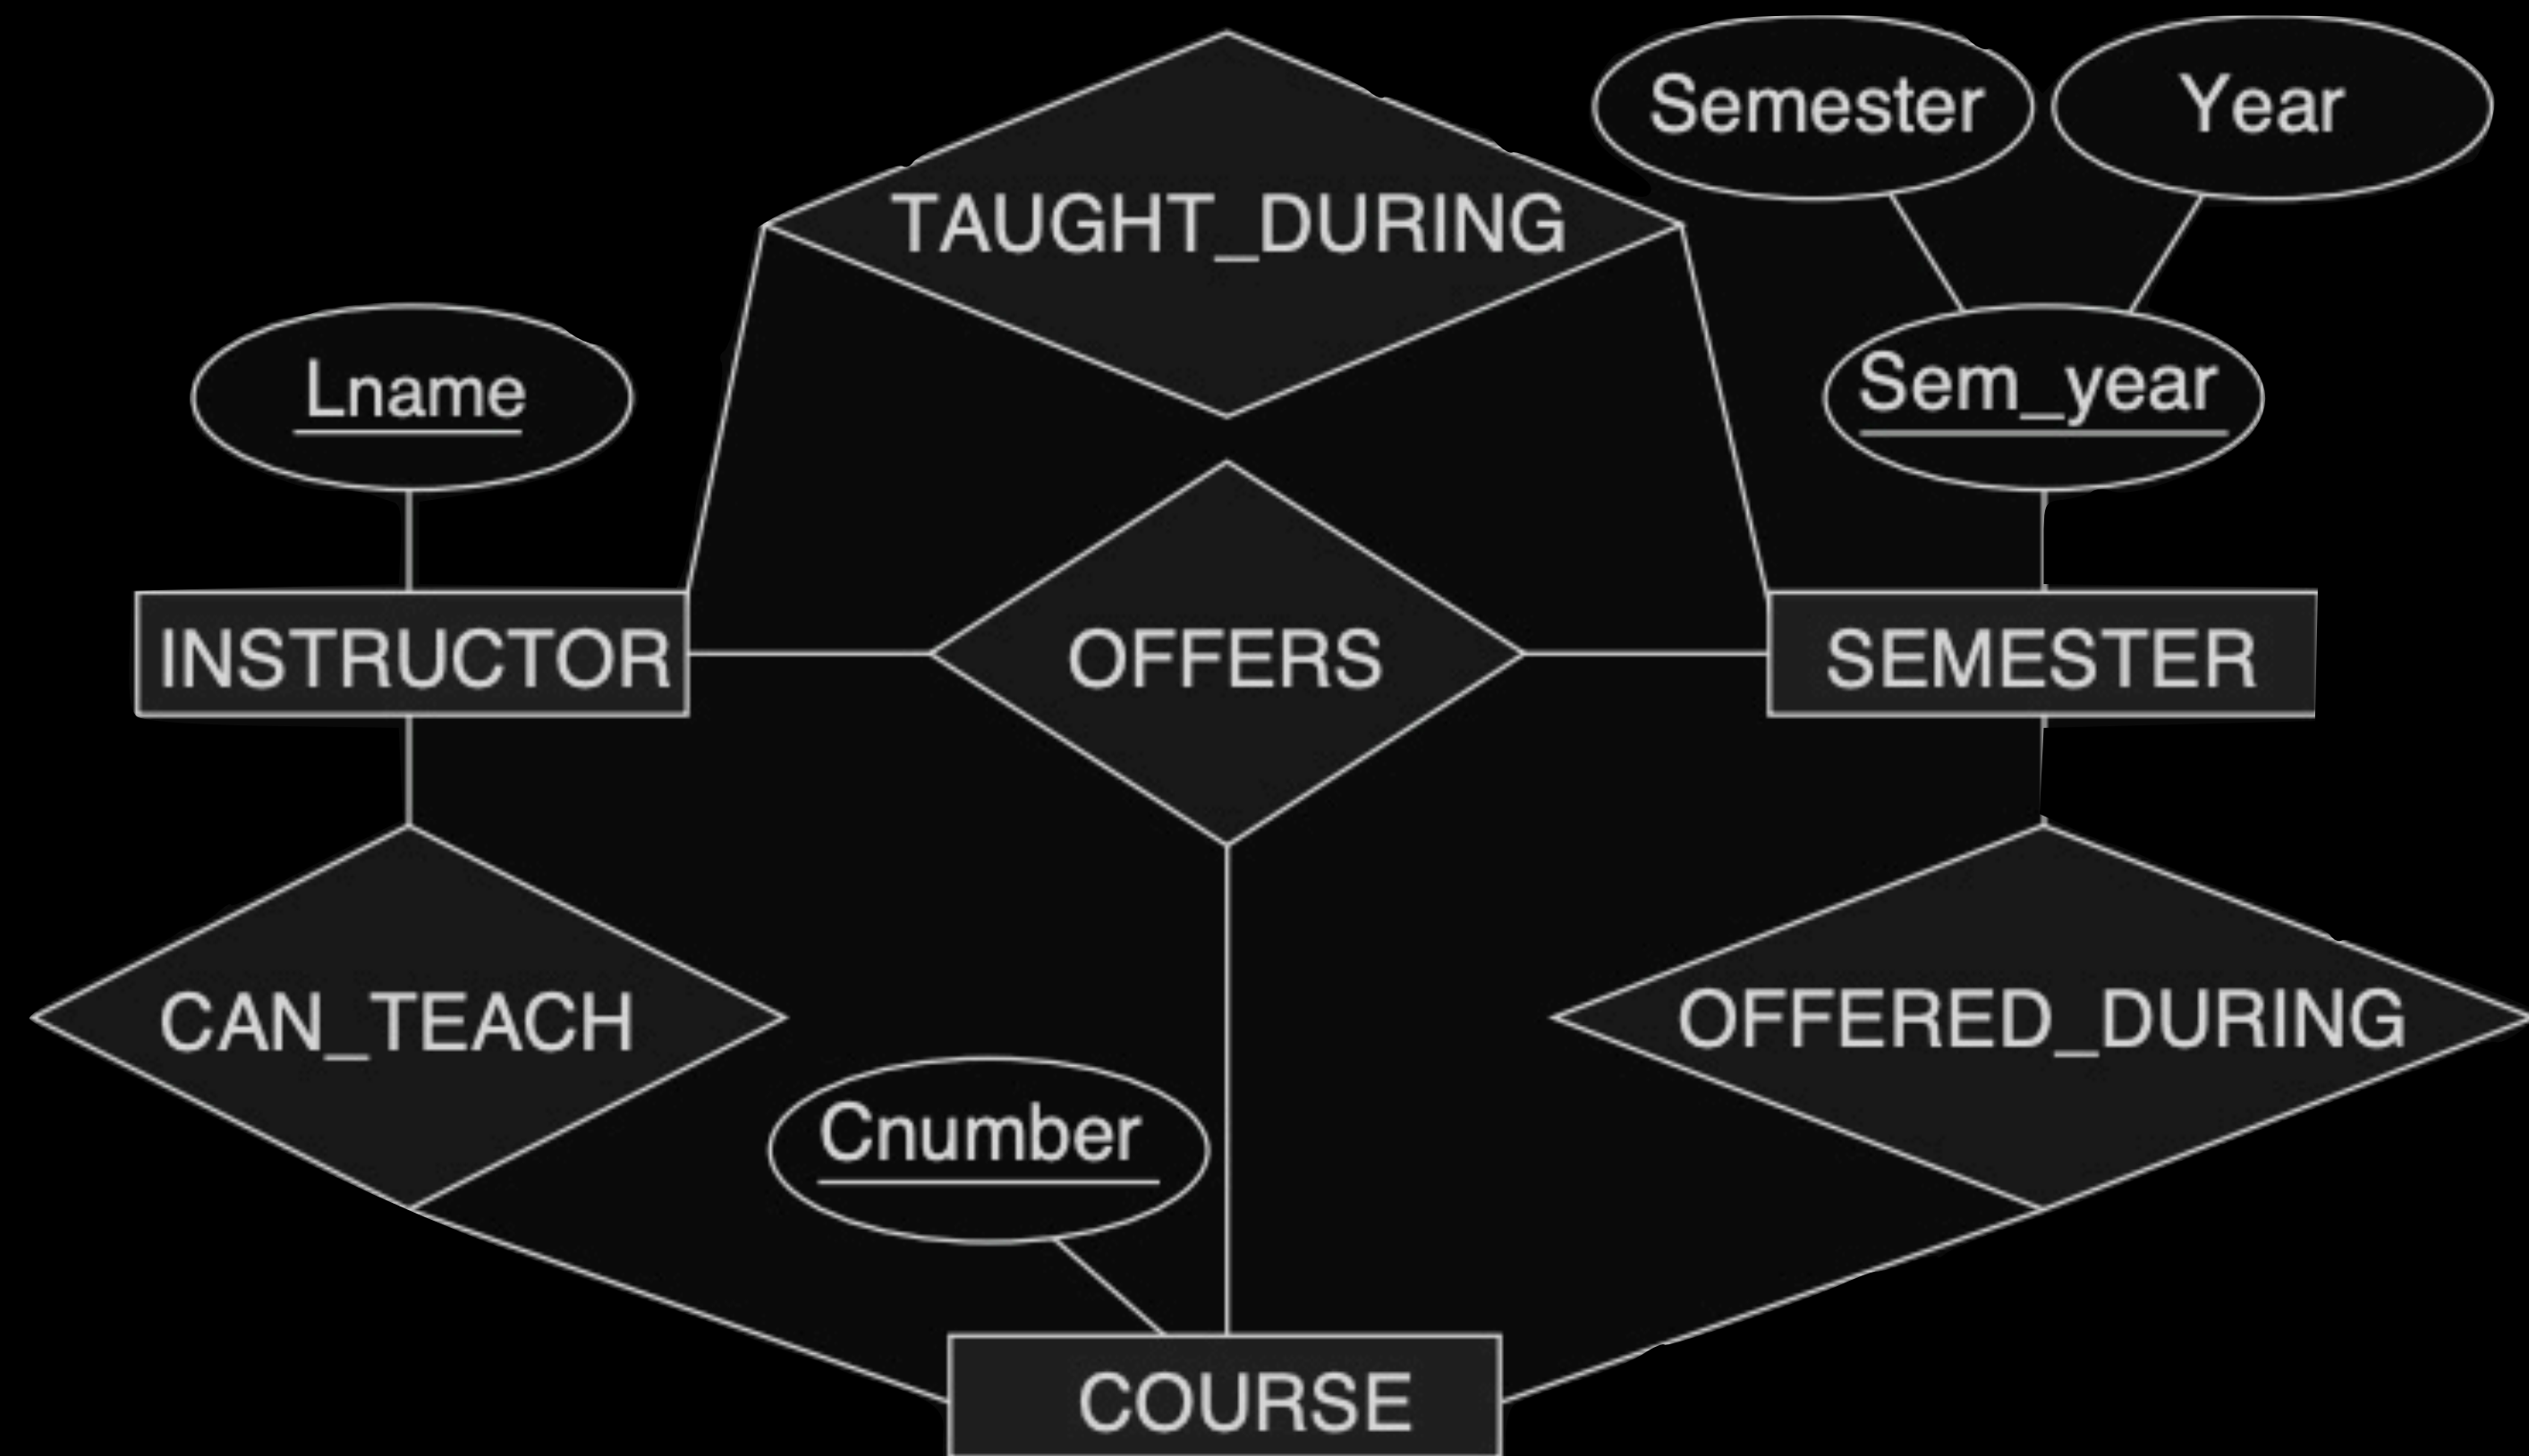 Semester
Year
TAUGHT_DURING
Lname
Sem_year
INSTRUCTOR
OFFERS
SEMESTER
CAN_TEACH
OFFERED_DURING
Cnumber
COURSE